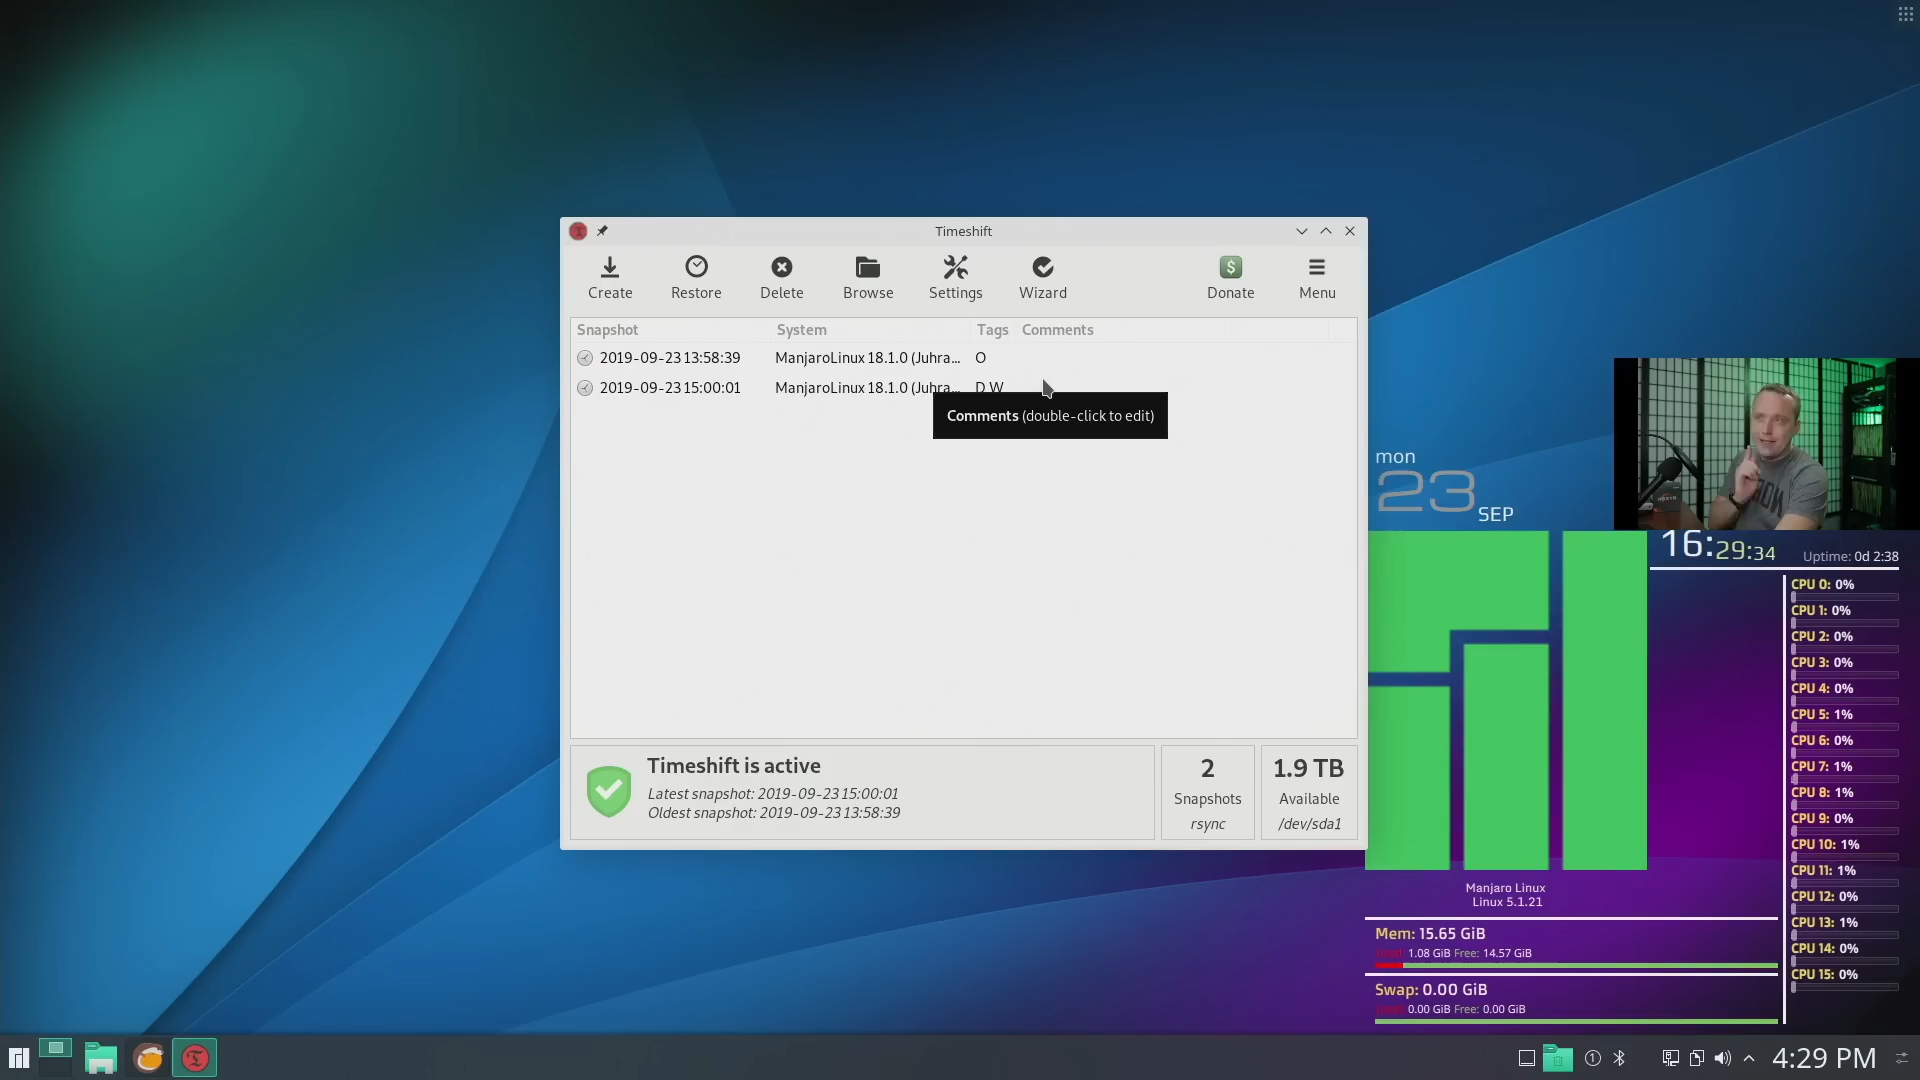 Timeshift
Create
Restore
Delete
Browse
Settings
Wizard
Donate
Menu
Snapshot System Tags Comments
2019-09-23 13:58:39 ManjaroLinux 18.1.0 (Juhra... O
2019-09-23 15:00:01 ManjaroLinux 18.1.0 (Juhra... D W
Comments (double-click to edit)
Timeshift is active
Latest snapshot: 2019-09-23 15:00:01
Oldest snapshot: 2019-09-23 13:58:39
2
Snapshots
rsync
1.9 TB
Available
/dev/sda1
mon
23
SEP
16:29:34
Uptime: 0d 2:38
CPU 0: 0%
CPU 1: 0%
CPU 2: 0%
CPU 3: 0%
CPU 4: 0%
CPU 5: 1%
CPU 6: 0%
CPU 7: 1%
CPU 8: 1%
CPU 9: 0%
CPU 10: 1%
CPU 11: 1%
CPU 12: 0%
CPU 13: 1%
CPU 14: 0%
CPU 15: 0%
Manjaro Linux
Linux 5.1.21
Mem: 15.65 GiB
1.08 GiB Free: 14.57 GiB
Swap: 0.00 GiB
0.00 GiB Free: 0.00 GiB
4:29 PM